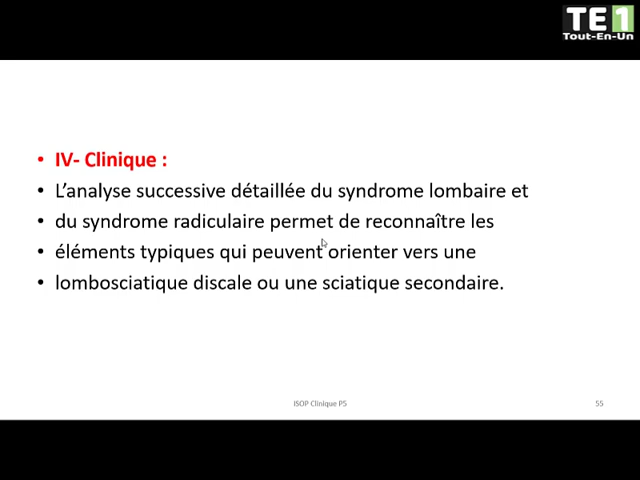 TE1
Tout-En-Un
• IV- Clinique :
• L'analyse successive détaillée du syndrome lombaire et
• du syndrome radiculaire permet de reconnaître les
• éléments typiques qui peuvent orienter vers une
• lombosciatique discale ou une sciatique secondaire.
ISOP Clinique P5
55